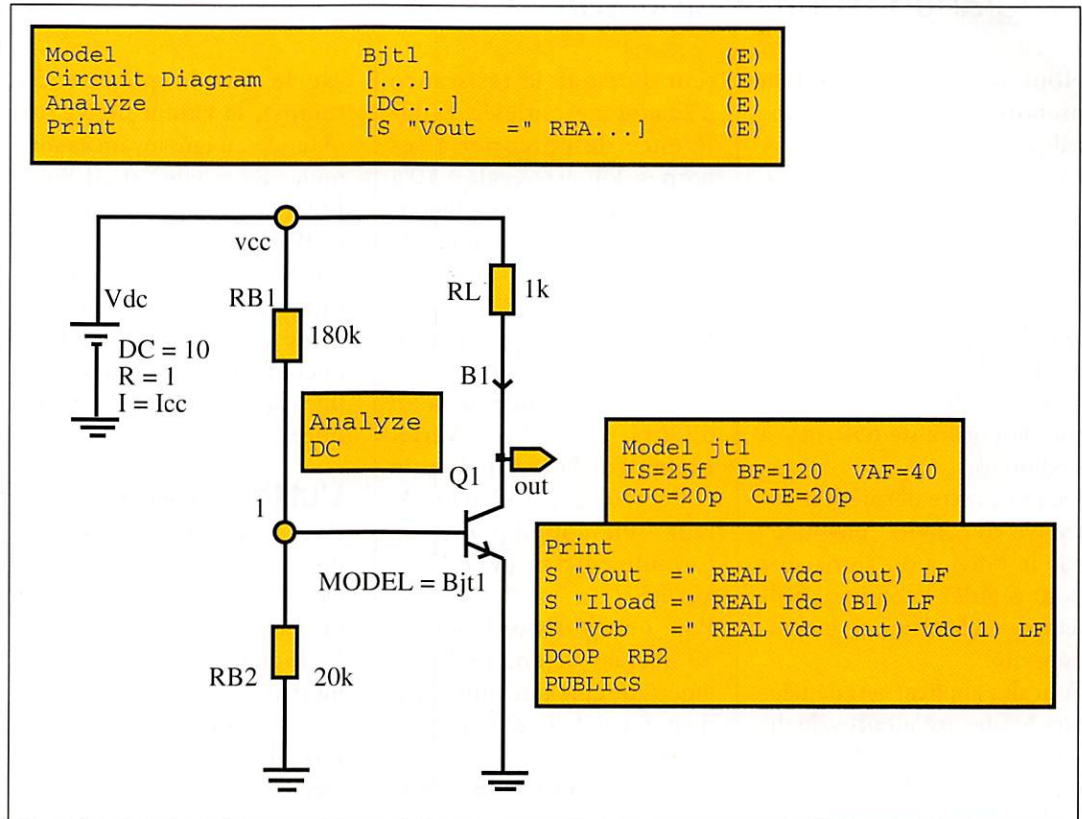 Model Bjtl (E)
Circuit Diagram [...] (E)
Analyze [DC...] (E)
Print [S "Vout =" REA...] (E)
vcc
Vdc
RB1
RL
1k
180k
DC = 10
R = 1
I = Icc
B1
Analyze
DC
Q1
out
Model jtl
IS=25f BF=120 VAF=40
CJC=20p CJE=20p
1
MODEL = Bjt1
Print
S "Vout =" REAL Vdc (out) LF
S "Iload =" REAL Idc (B1) LF
S "Vcb =" REAL Vdc (out)-Vdc(1) LF
DCOP RB2
PUBLICS
RB2
20k